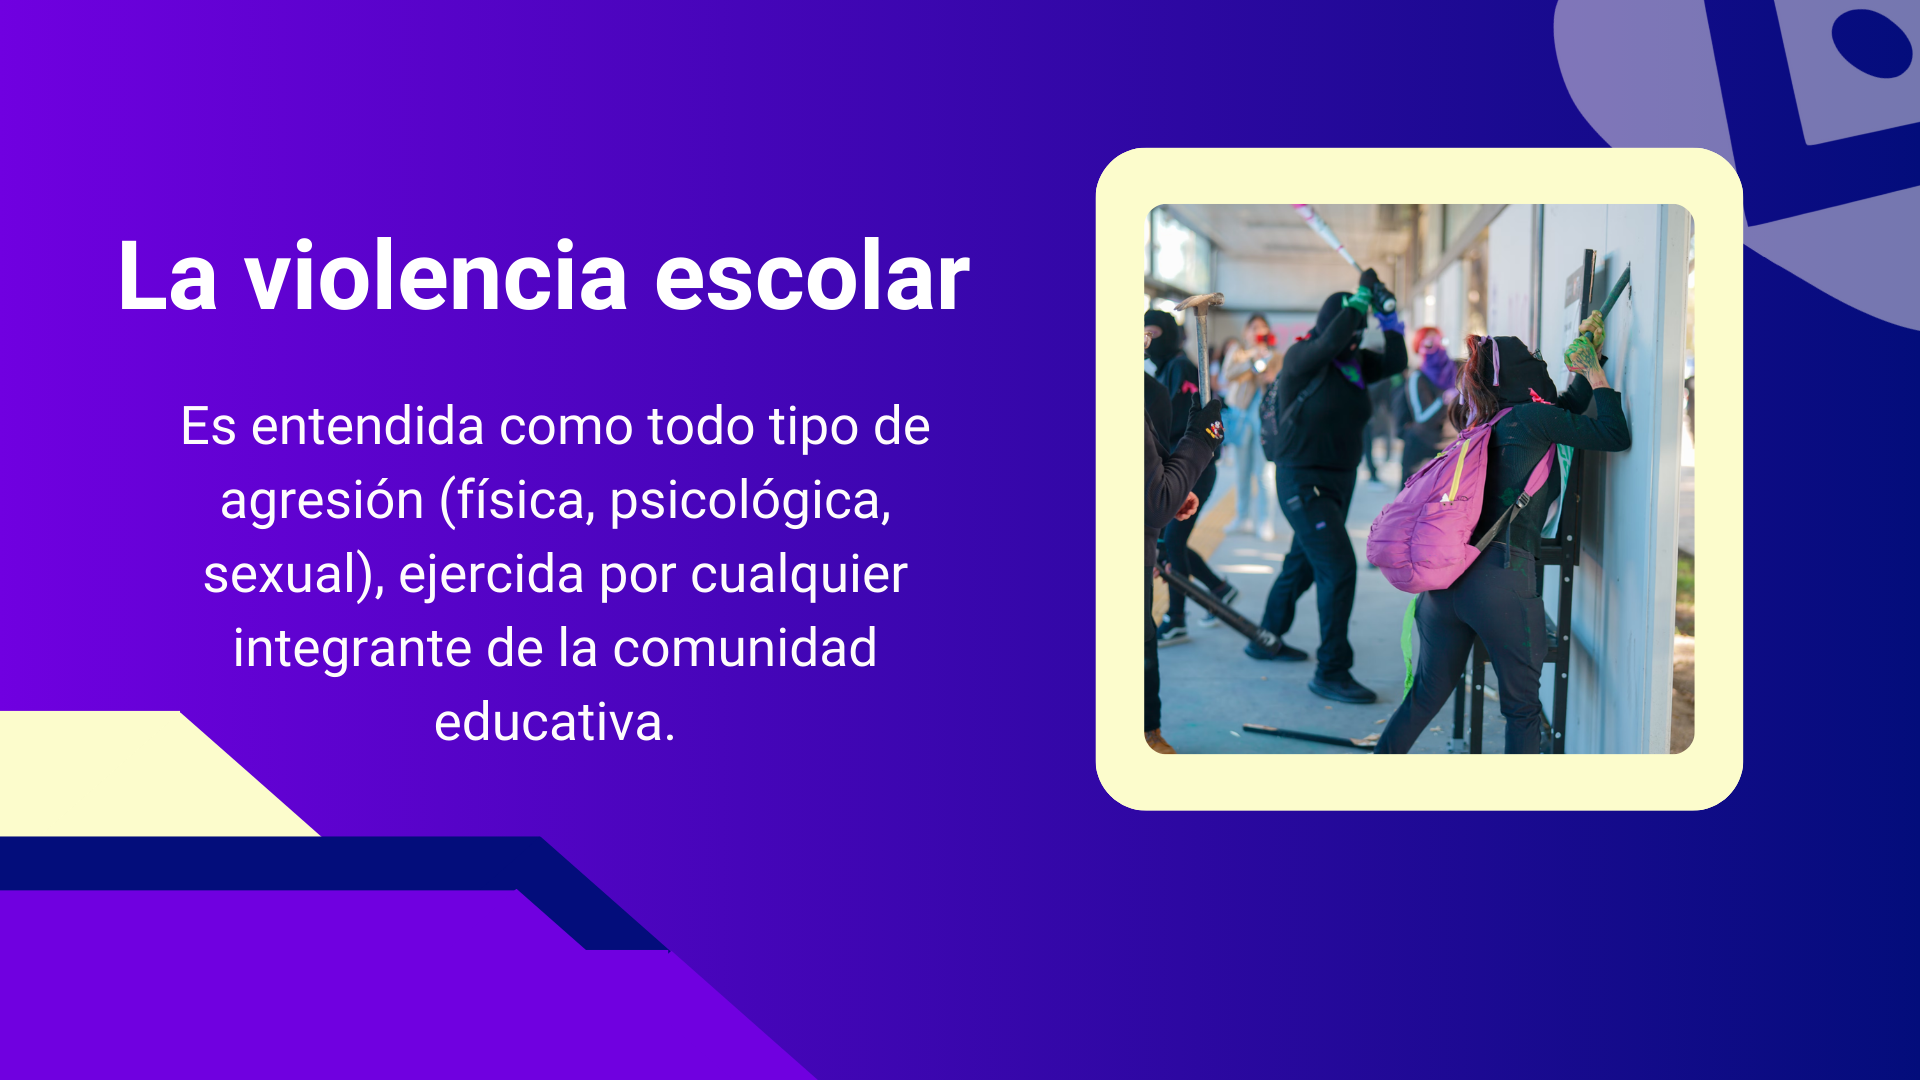 La violencia escolar
Es entendida como todo tipo de
agresión (física, psicológica,
sexual), ejercida por cualquier
integrante de la comunidad
educativa.